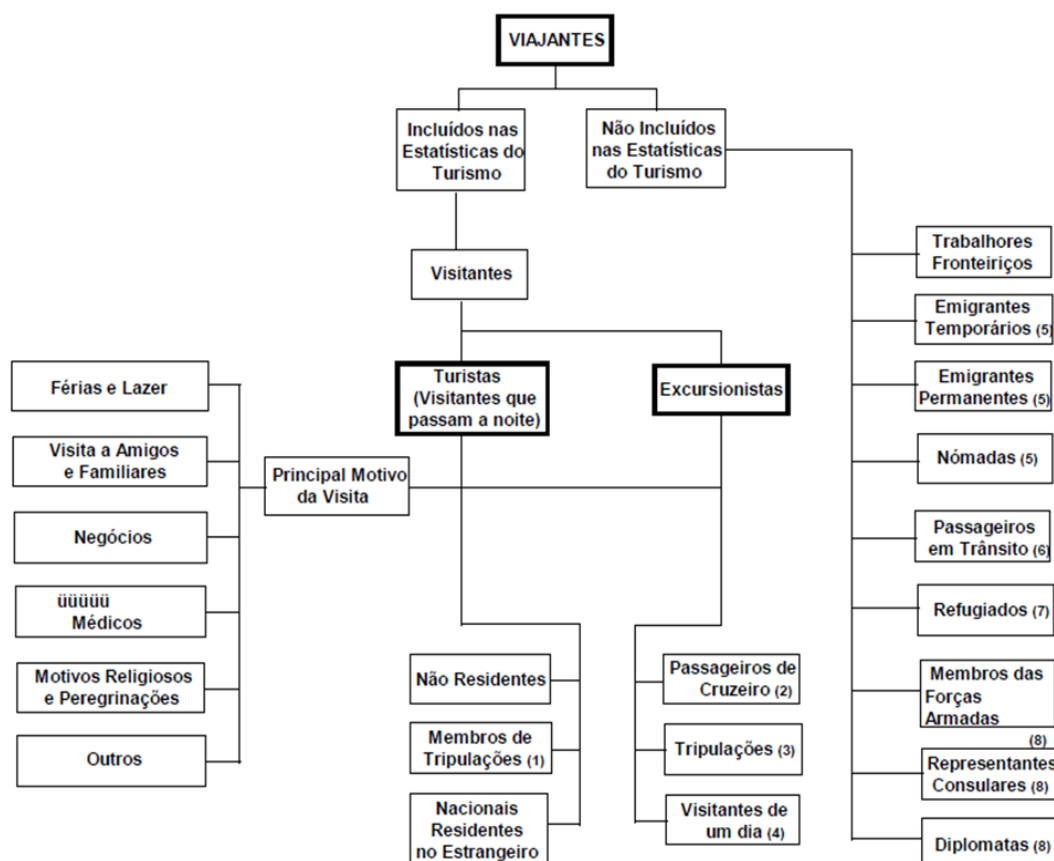 VIAJANTES
Incluídos nas
Estatísticas do
Turismo
Não Incluídos
nas Estatísticas
do Turismo
Visitantes
Turistas
(Visitantes que
passam a noite)
Excursionistas
Principal Motivo
da Visita
Férias e Lazer
Visita a Amigos
e Familiares
Negócios
üüüüü
Médicos
Motivos Religiosos
e Peregrinações
Outros
Não Residentes
Membros de
Tripulações (1)
Nacionais
Residentes
no Estrangeiro
Passageiros de
Cruzeiro (2)
Tripulações (3)
Visitantes de
um dia (4)
Trabalhores
Fronteiriços
Emigrantes
Temporários (5)
Emigrantes
Permanentes (5)
Nómadas (5)
Passageiros
em Trânsito (6)
Refugiados (7)
Membros das
Forças
Armadas
(8)
Representantes
Consulares (8)
Diplomatas (8)